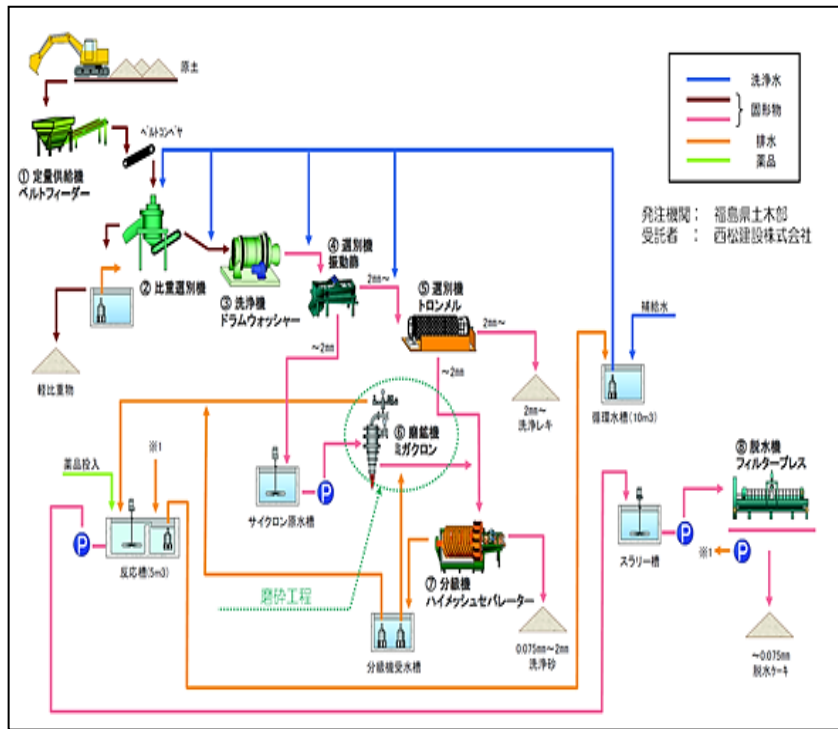 原土
ベルトコンベヤ
① 定量供給機
ベルトフィーダー
② 比重選別機
軽比重物
③ 洗浄機
ドラムウォッシャー
④ 選別機
振動篩
2mm~
~2mm
⑤ 選別機
トロンメル
2mm~
~2mm
2mm~
洗浄レキ
洗浄水
固形物
排水
薬品
発注機関: 福島県土木部
受託者 : 西松建設株式会社
補給水
循環水槽(10m3)
⑥ 磨鉱機
ミガクロン
サイクロン原水槽
P
薬品投入
※1
P
反応槽(5m3)
磨砕工程
⑦ 分級機
ハイメッシュセパレーター
分級機受水槽
0.075mm~2mm
洗浄砂
⑧ 脱水機
フィルタープレス
スラリー槽
P
※1
P
~0.075mm
脱水ケーキ